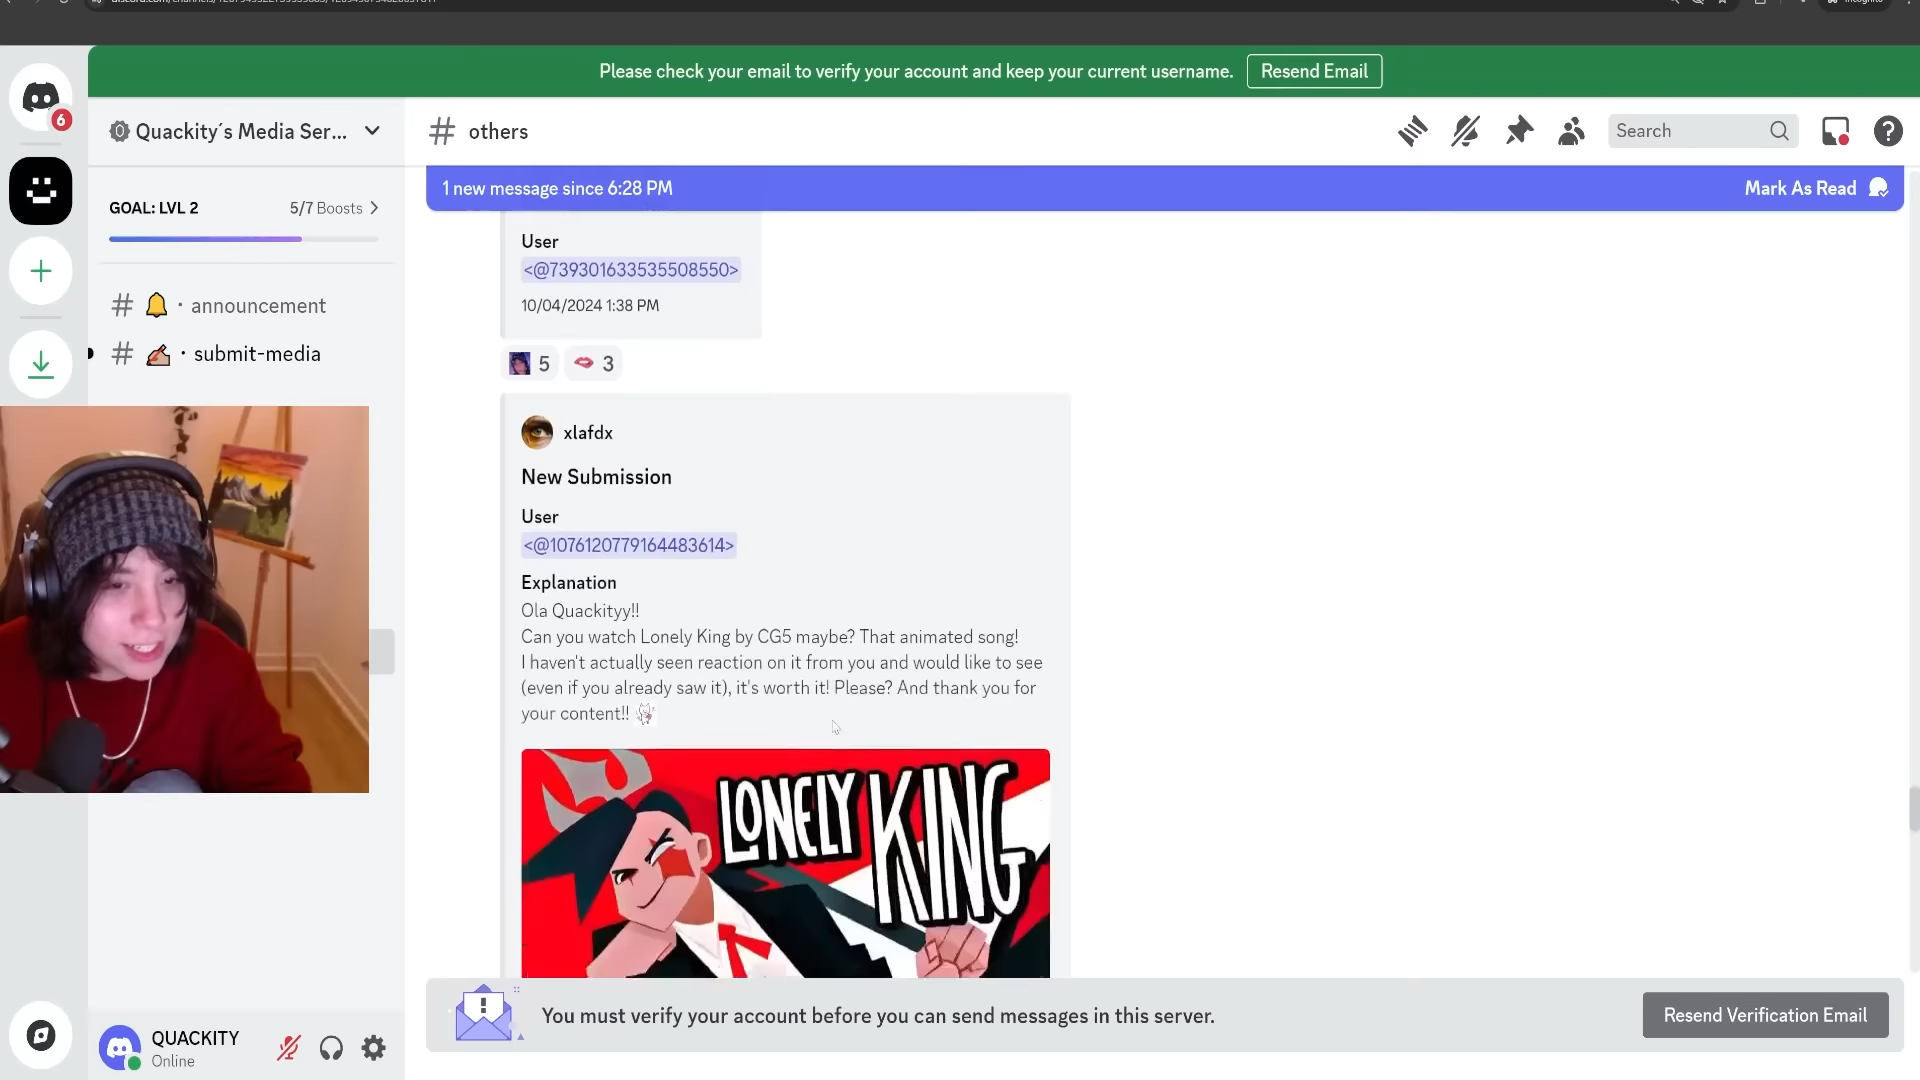 Please check your email to verify your account and keep your current username.
Resend Email
6
Quackity´s Media Ser...
others
Search
1 new message since 6:28 PM
Mark As Read
GOAL: LVL 2
5/7 Boosts
announcement
submit-media
User
<@739301633535508550>
10/04/2024 1:38 PM
5
3
xlafdx
New Submission
User
<@1076120779164483614>
Explanation
Ola Quackityy!!
Can you watch Lonely King by CG5 maybe? That animated song!
I haven't actually seen reaction on it from you and would like to see
(even if you already saw it), it's worth it! Please? And thank you for
your content!!
LONELY KING
You must verify your account before you can send messages in this server.
Resend Verification Email
QUACKITY
Online